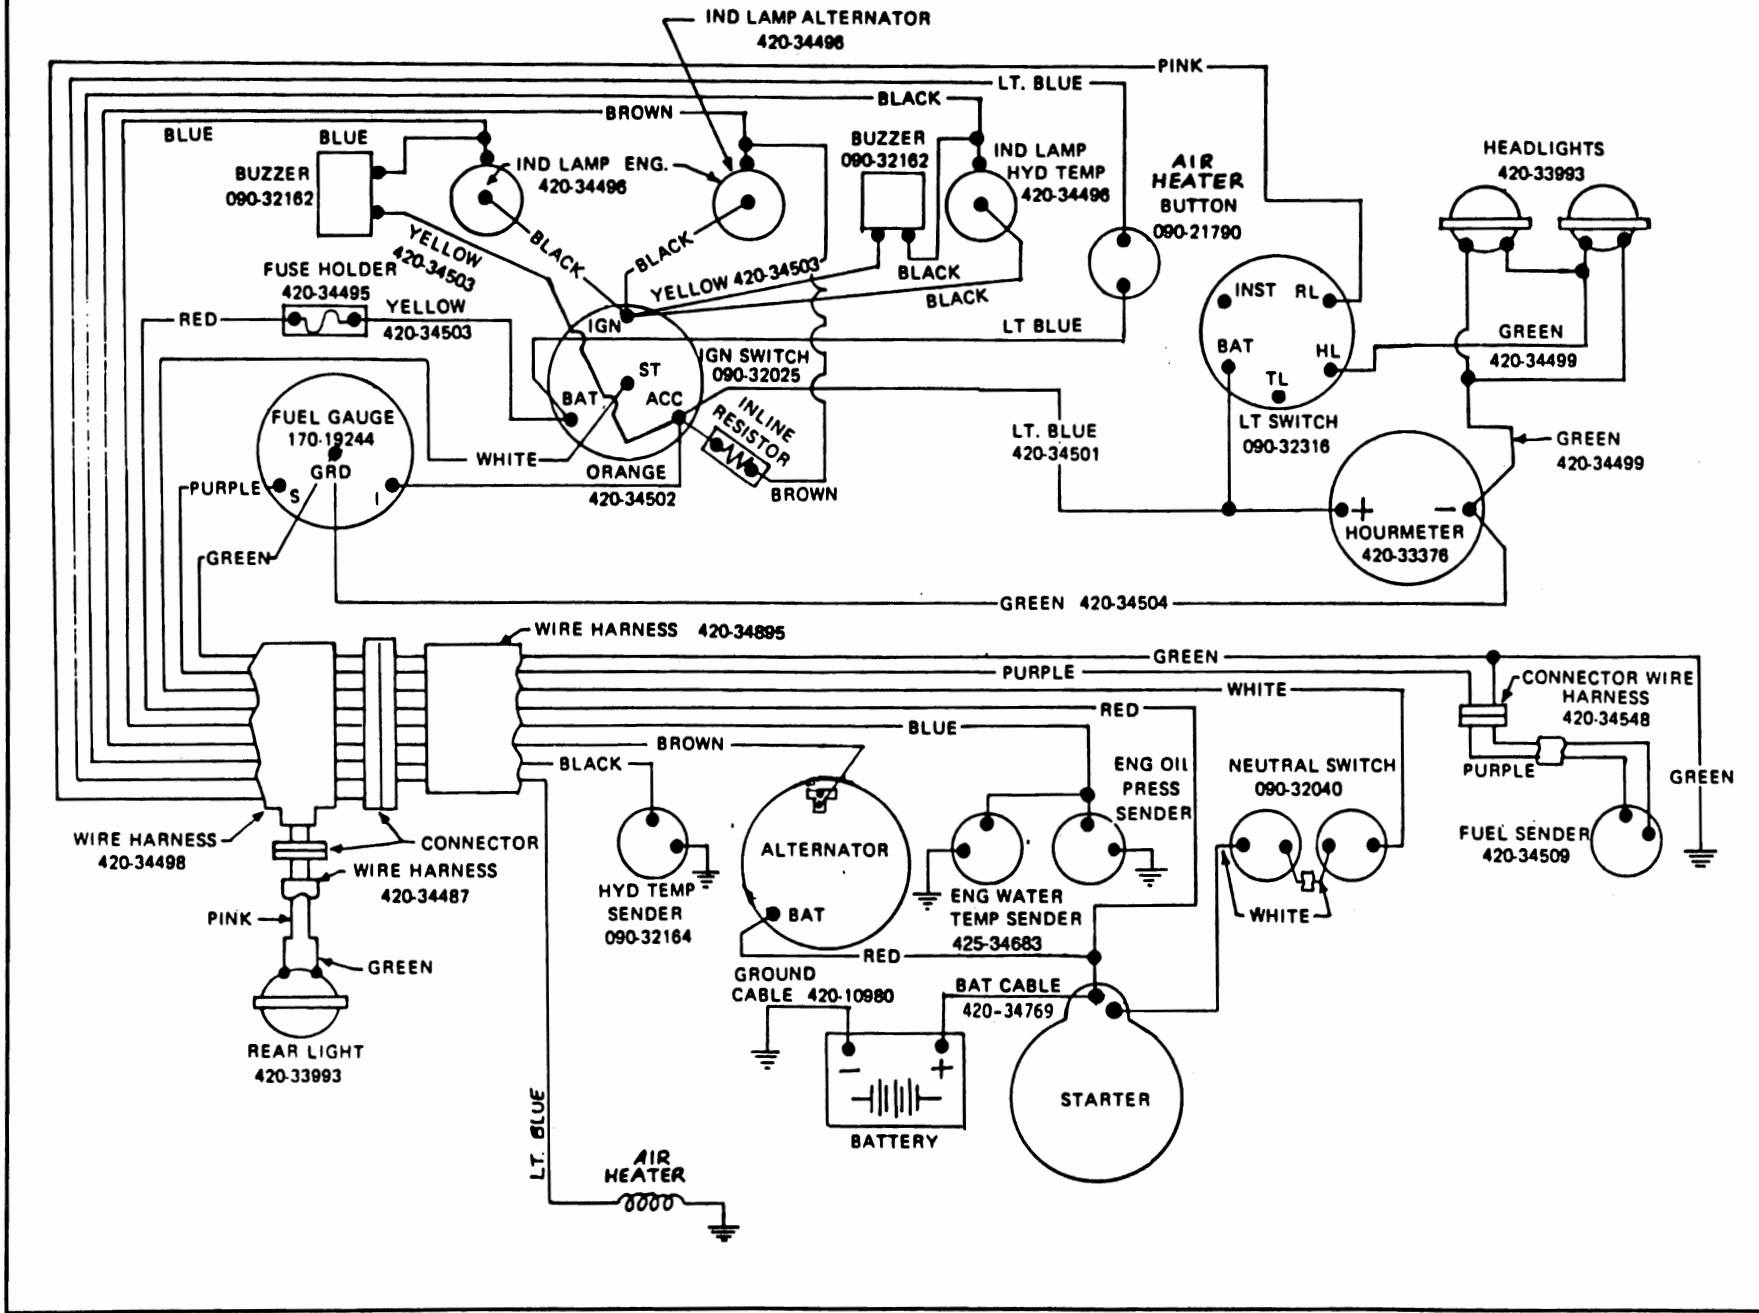 IND LAMP ALTERNATOR
420-34496
PINK
LT. BLUE
BLACK
BROWN
BLUE
BLUE
BUZZER
090-32162
IND LAMP ENG.
420-34496
BUZZER
090-32162
IND LAMP
HYD TEMP
420-34496
AIR
HEATER
BUTTON
090-21790
HEADLIGHTS
420-33993
YELLOW
420-34503
BLACK
BLACK
YELLOW 420-34503
BLACK
BLACK
FUSE HOLDER
420-34495
RED
YELLOW
420-34503
IGN
ST
BAT
ACC
IGN SWITCH
090-32025
LT BLUE
INST
RL
BAT
HL
TL
LT SWITCH
090-32316
GREEN
420-34499
FUEL GAUGE
170-19244
GRD
S
I
PURPLE
WHITE
ORANGE
420-34502
INLINE
RESISTOR
BROWN
LT. BLUE
420-34501
GREEN
420-34499
+
−
HOURMETER
420-33376
GREEN
GREEN 420-34504
WIRE HARNESS 420-34895
GREEN
PURPLE
WHITE
RED
BLUE
BROWN
BLACK
CONNECTOR WIRE
HARNESS
420-34548
PURPLE
GREEN
ENG OIL
PRESS
SENDER
NEUTRAL SWITCH
090-32040
FUEL SENDER
420-34509
WIRE HARNESS
420-34498
CONNECTOR
WIRE HARNESS
420-34487
PINK
GREEN
REAR LIGHT
420-33993
HYD TEMP
SENDER
090-32164
ALTERNATOR
BAT
ENG WATER
TEMP SENDER
425-34683
WHITE
RED
GROUND
CABLE 420-10980
BAT CABLE
420-34769
−
+
BATTERY
STARTER
LT. BLUE
AIR
HEATER